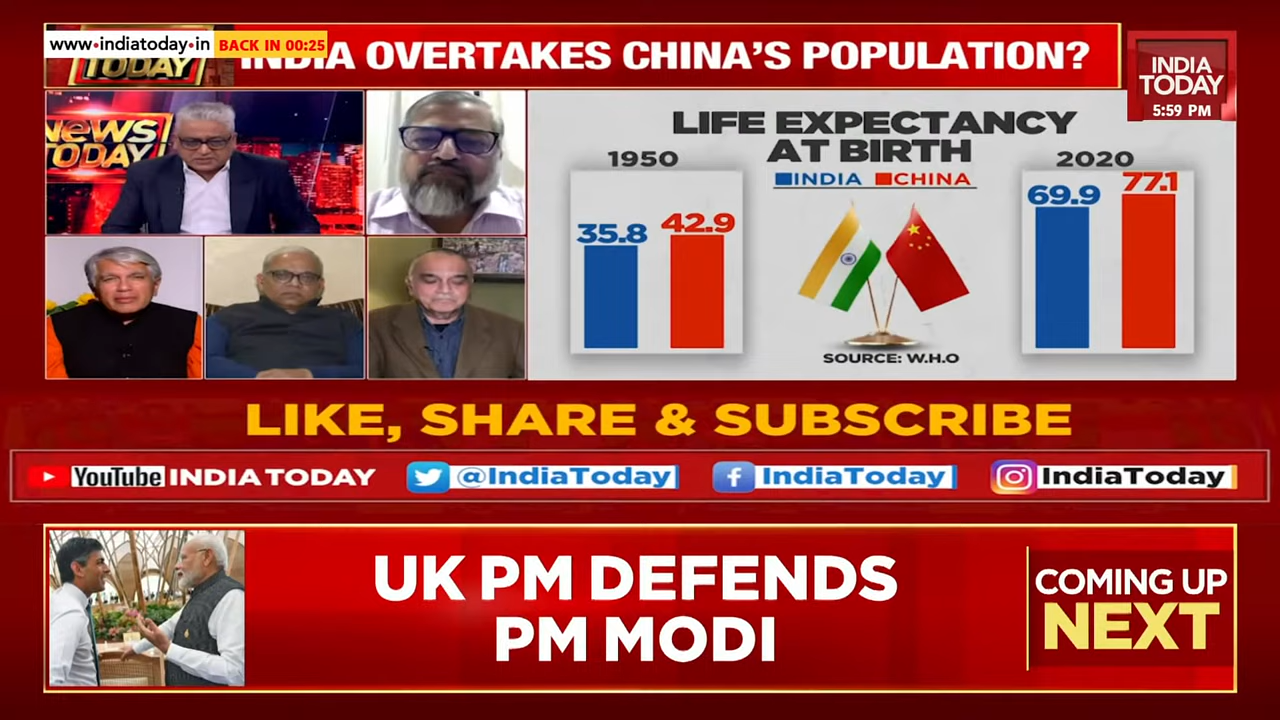 www•indiatoday•in BACK IN 00:25
TODAY
INDIA OVERTAKES CHINA'S POPULATION?
INDIA
TODAY
5:59 PM
NEWS
TODAY
LIFE EXPECTANCY
AT BIRTH
INDIA CHINA
1950
35.8 42.9
2020
69.9 77.1
SOURCE: W.H.O
LIKE, SHARE & SUBSCRIBE
YouTube INDIA TODAY @IndiaToday IndiaToday IndiaToday
UK PM DEFENDS
PM MODI
COMING UP
NEXT